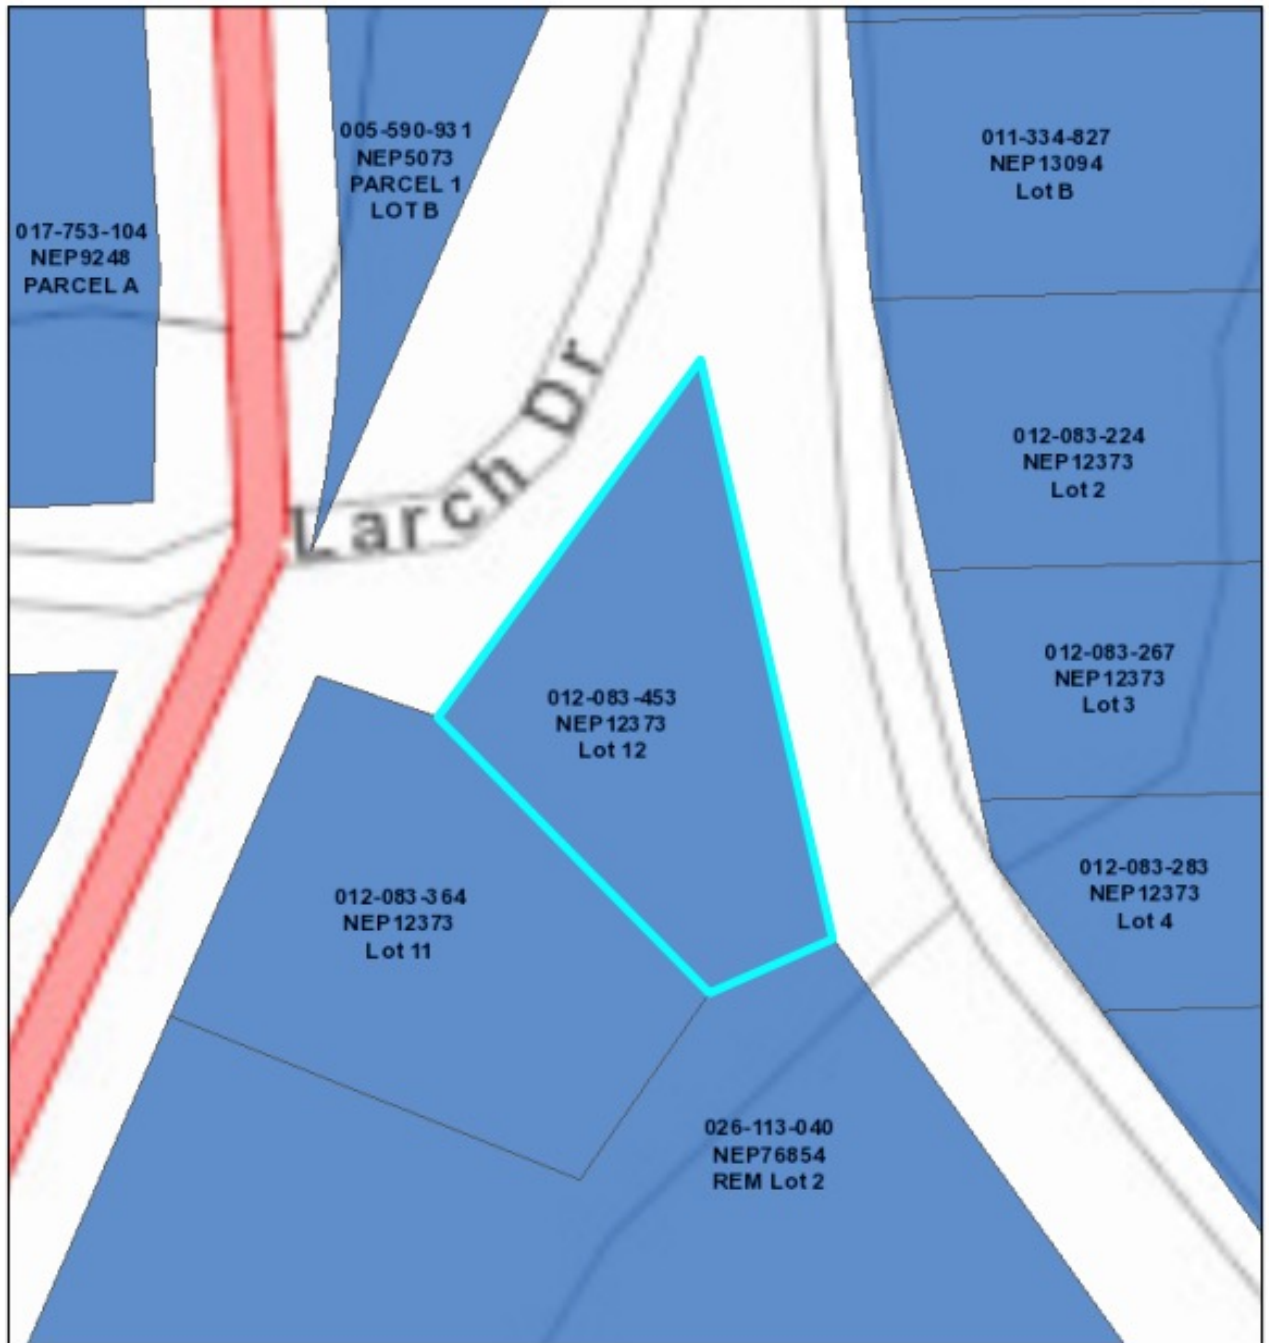 005-590-931
NEP5073
PARCEL 1
LOT B
011-334-827
NEP13094
Lot B
017-753-104
NEP9248
PARCEL A
Larch Dr
012-083-224
NEP12373
Lot 2
012-083-267
NEP12373
Lot 3
012-083-453
NEP12373
Lot 12
012-083-283
NEP12373
Lot 4
012-083-364
NEP12373
Lot 11
026-113-040
NEP76854
REM Lot 2